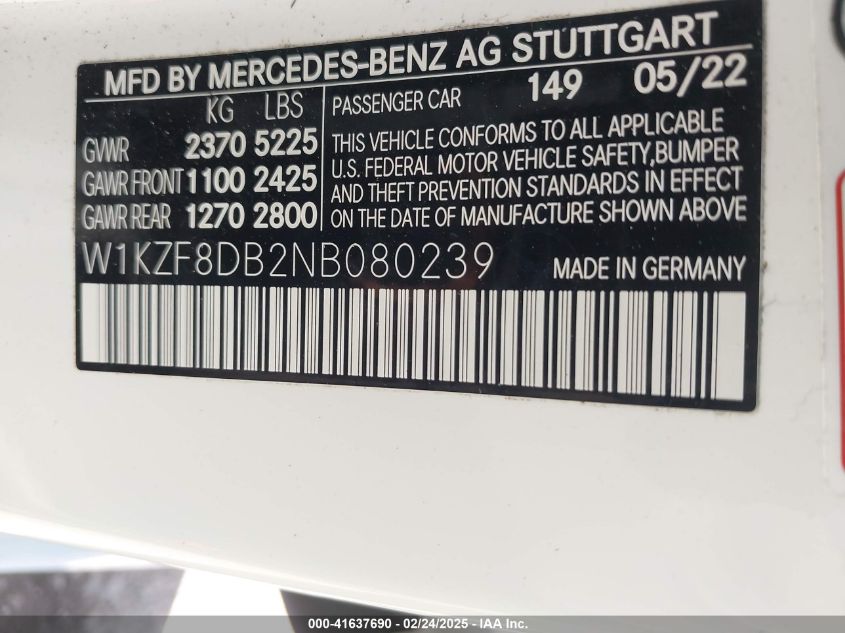 MFD BY MERCEDES-BENZ AG STUTTGART
KG LBS
GVWR 2370 5225
GAWR FRONT 1100 2425
GAWR REAR 1270 2800
PASSENGER CAR 149 05/22
THIS VEHICLE CONFORMS TO ALL APPLICABLE
U.S. FEDERAL MOTOR VEHICLE SAFETY,BUMPER
AND THEFT PREVENTION STANDARDS IN EFFECT
ON THE DATE OF MANUFACTURE SHOWN ABOVE
W1KZF8DB2NB080239 MADE IN GERMANY
000-41637690 - 02/24/2025 - IAA Inc.